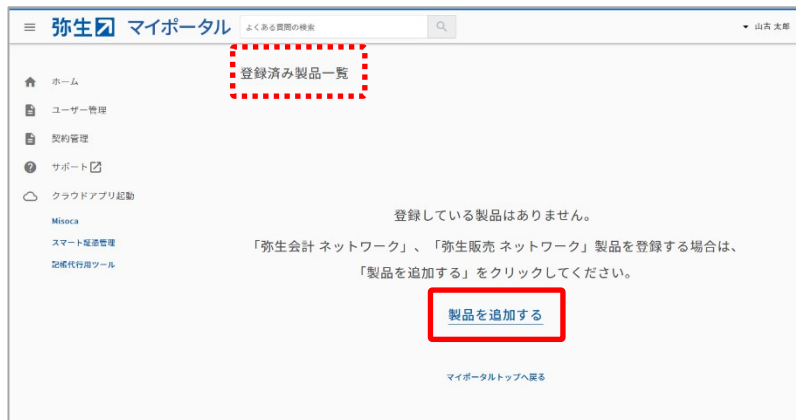 弥生 マイポータル
よくある質問の検索
山吉 太郎
登録済み製品一覧
ホーム
ユーザー管理
契約管理
サポート
クラウドアプリ起動
Misoca
スマート証憑管理
記帳代行用ツール
登録している製品はありません。
「弥生会計 ネットワーク」、「弥生販売 ネットワーク」製品を登録する場合は、
「製品を追加する」をクリックしてください。
製品を追加する
マイポータルトップへ戻る